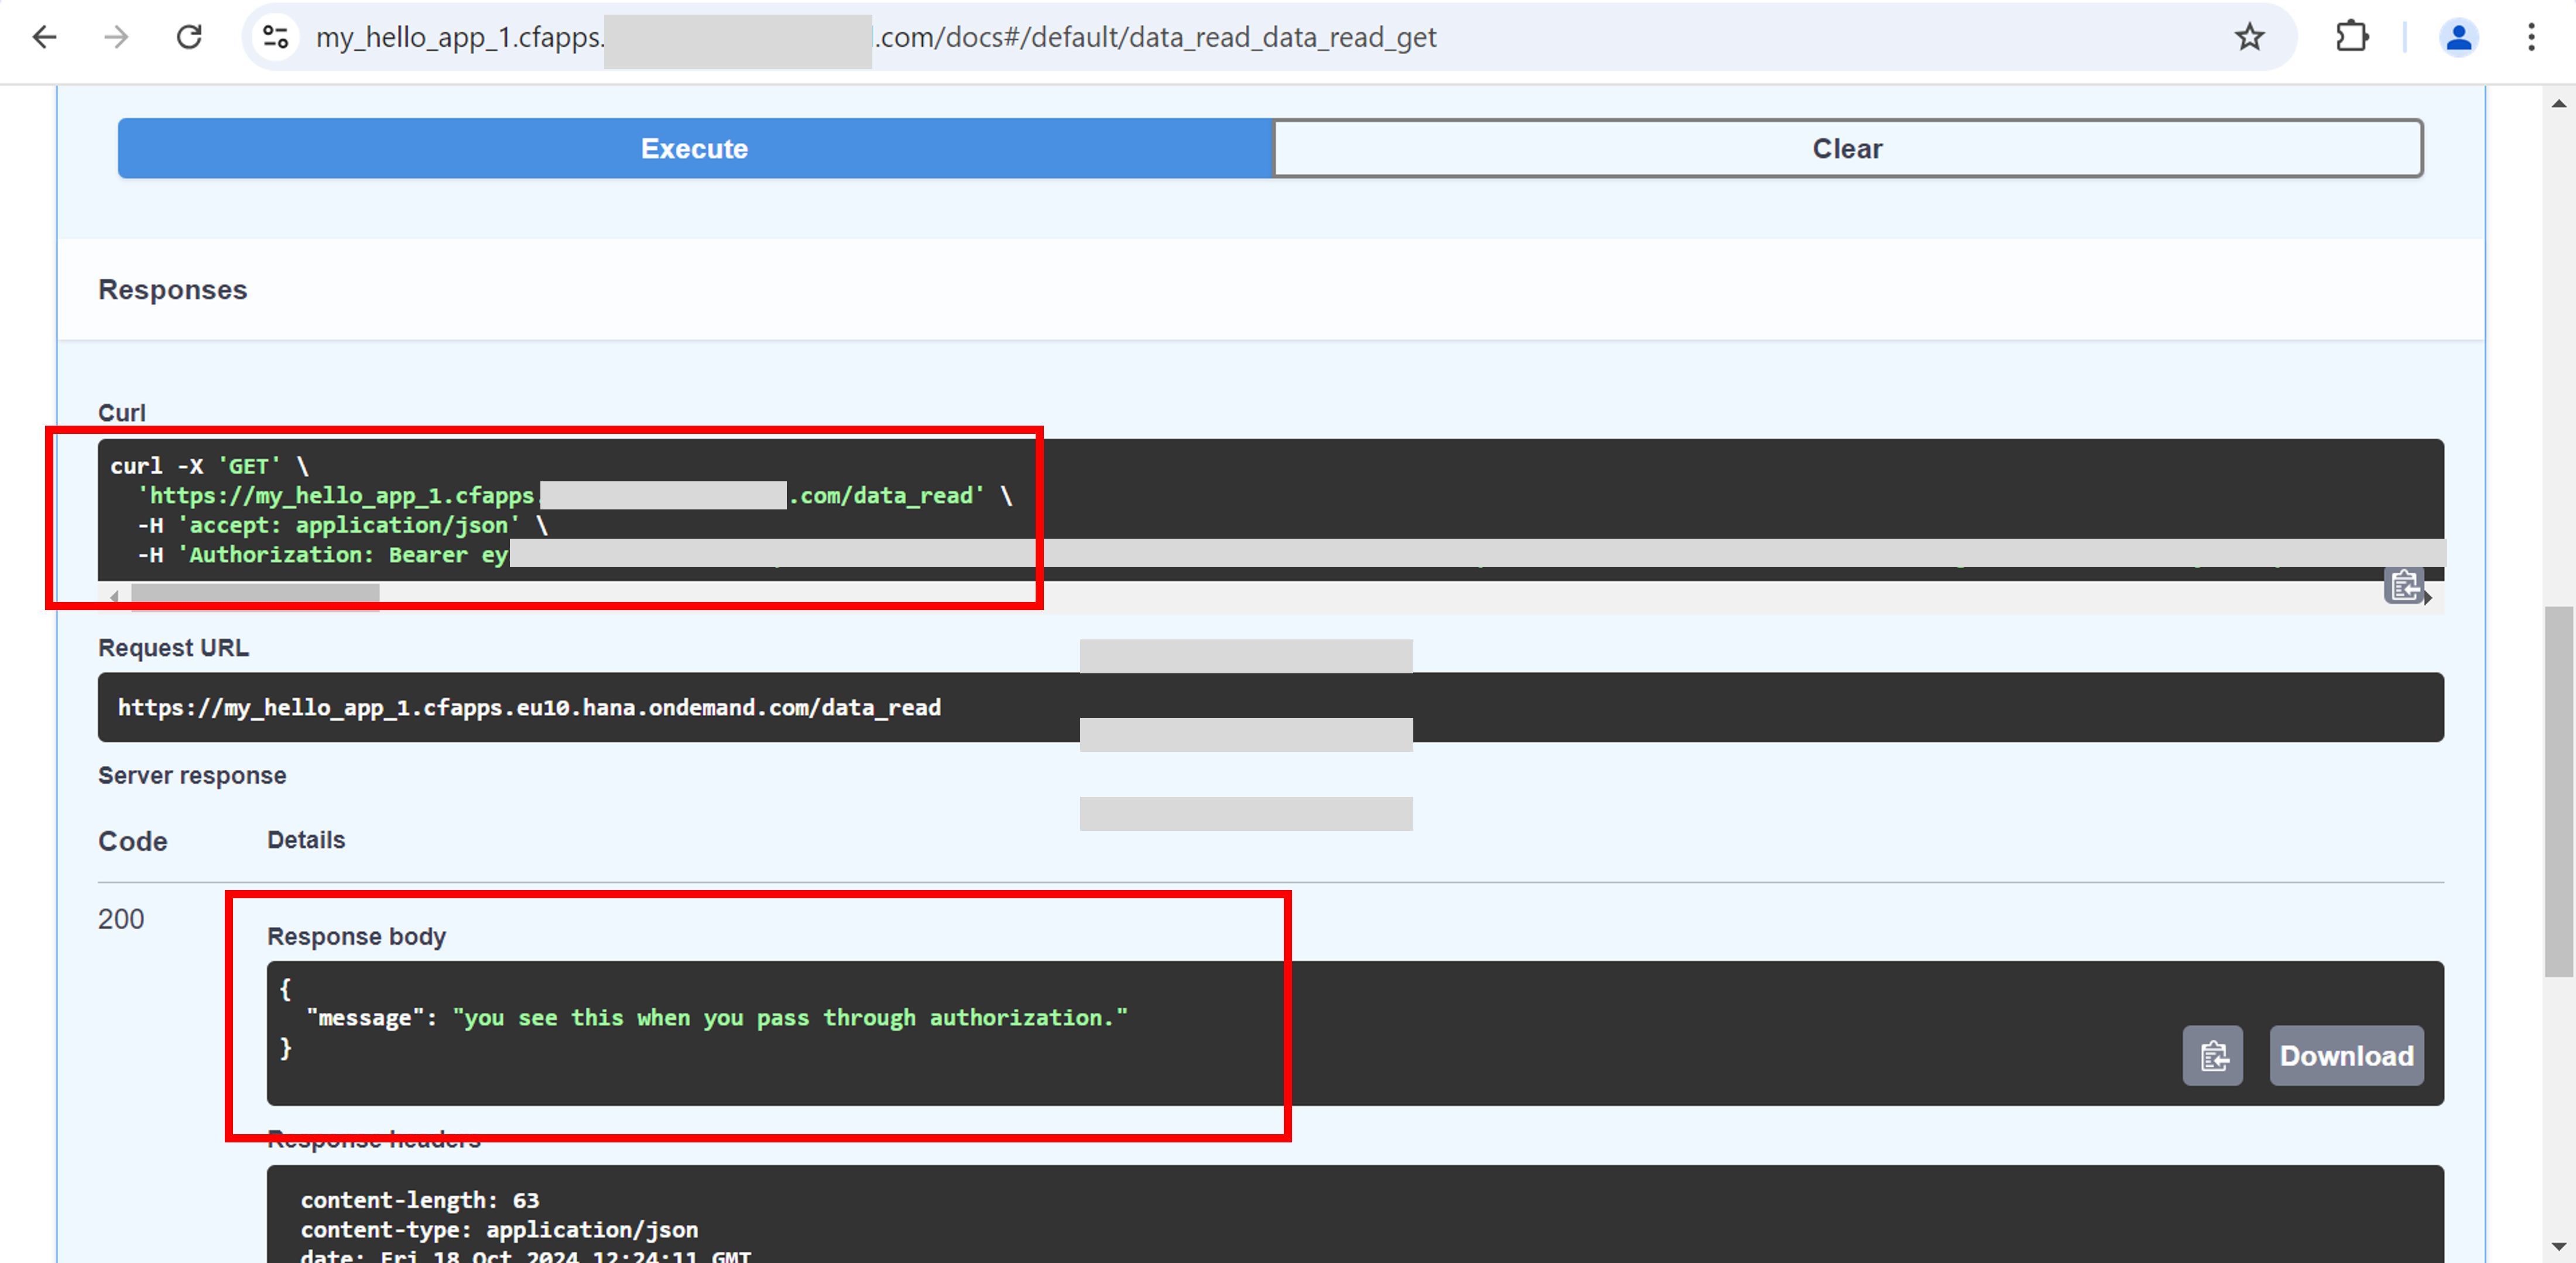 my_hello_app_1.cfapps. .com/docs#/default/data_read_data_read_get
Execute
Clear
Responses
Curl
curl -X 'GET' \
'https://my_hello_app_1.cfapps. .com/data_read' \
-H 'accept: application/json' \
-H 'Authorization: Bearer ey
Request URL
https://my_hello_app_1.cfapps.eu10.hana.ondemand.com/data_read
Server response
Code
Details
200
Response body
{
"message": "you see this when you pass through authorization."
}
Download
Response headers
content-length: 63
content-type: application/json
date: Fri 18 Oct 2024 12:24:11 GMT